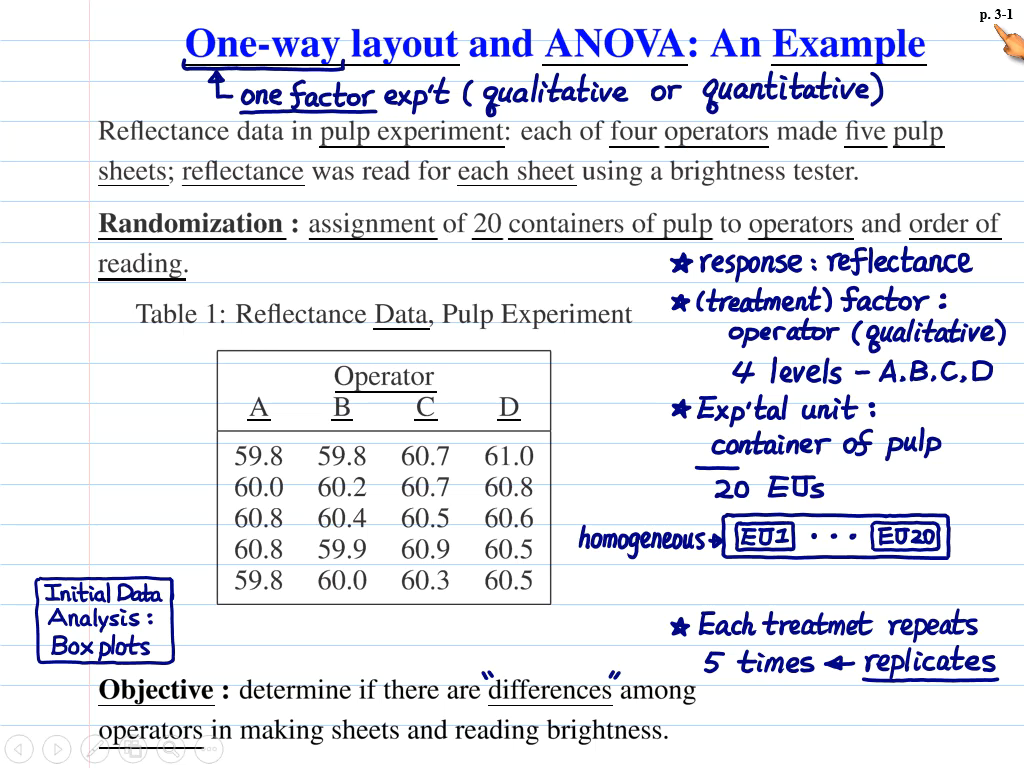 p. 3-1
One-way layout and ANOVA: An Example
one factor exp't (qualitative or quantitative)
Reflectance data in pulp experiment: each of four operators made five pulp
sheets; reflectance was read for each sheet using a brightness tester.
Randomization : assignment of 20 containers of pulp to operators and order of
reading.
★ response : reflectance
★ (treatment) factor :
operator (qualitative)
4 levels - A.B.C,D
★ Exp'tal unit :
container of pulp
20 EUs
homogeneous → EU1 ··· EU20
Table 1: Reflectance Data, Pulp Experiment
Operator
A B C D
59.8 59.8 60.7 61.0
60.0 60.2 60.7 60.8
60.8 60.4 60.5 60.6
60.8 59.9 60.9 60.5
59.8 60.0 60.3 60.5
Initial Data
Analysis :
Box plots
★ Each treatmet repeats
5 times ← replicates
Objective : determine if there are "differences" among
operators in making sheets and reading brightness.